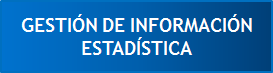 GESTIÓN DE INFORMACIÓN
ESTADÍSTICA